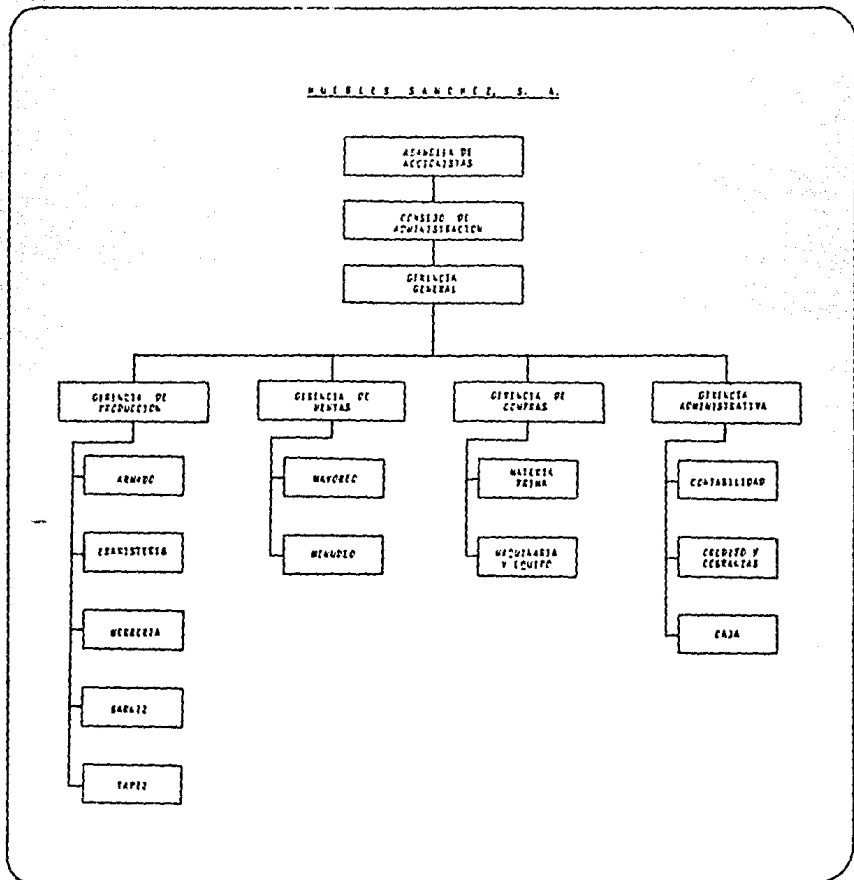 MUEBLES SANCHEZ, S. A.
ASAMBLEA DE
ACCIONISTAS
CONSEJO DE
ADMINISTRACION
GERENCIA
GENERAL
GERENCIA DE
PRODUCCION
GERENCIA DE
VENTAS
GERENCIA DE
COMPRAS
GERENCIA
ADMINISTRATIVA
ARMADO
EBANISTERIA
HERRERIA
BARNIZ
TAPIZ
MAYOREO
MENUDEO
MATERIA
PRIMA
MAQUINARIA
Y EQUIPO
CONTABILIDAD
CREDITO Y
COBRANZAS
CAJA